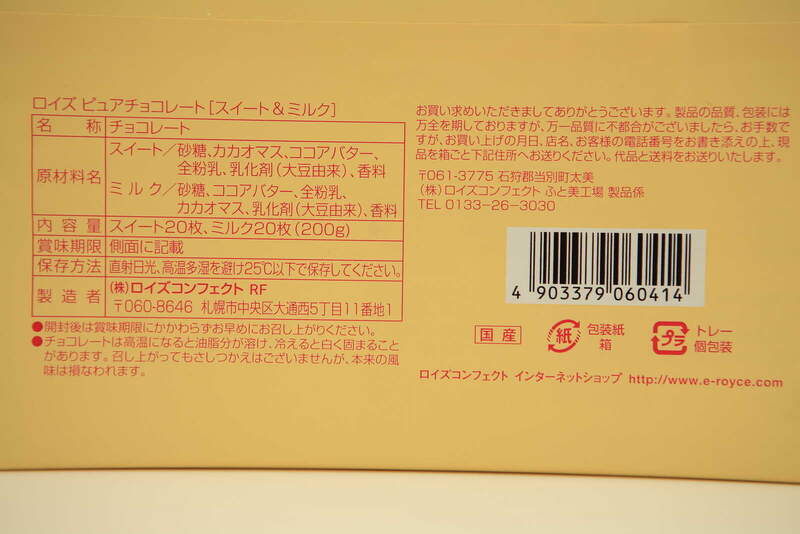 ロイズ ピュアチョコレート[スイート&ミルク]
名 称 チョコレート
原材料名 スイート/砂糖、カカオマス、ココアバター、
全粉乳、乳化剤(大豆由来)、香料
ミルク/砂糖、ココアバター、全粉乳、
カカオマス、乳化剤(大豆由来)、香料
内 容 量 スイート20枚、ミルク20枚(200g)
賞味期限 側面に記載
保存方法 直射日光、高温多湿を避け25℃以下で保存してください。
製 造 者 (株)ロイズコンフェクト RF
〒060-8646 札幌市中央区大通西5丁目11番地1
●開封後は賞味期限にかかわらずお早めにお召し上がりください。
●チョコレートは高温になると油脂分が溶け、冷えると白く固まること
があります。召し上がってもさしつかえはございませんが、本来の風
味は損なわれます。
お買い求めいただきましてありがとうございます。製品の品質、包装には
万全を期しておりますが、万一品質に不都合がございましたら、お手数で
すが、お買い上げの月日、店名、お客様の電話番号をお書き添えの上、現
品を箱ごと下記住所へお送りください。代品と送料をお送りいたします。
〒061-3775 石狩郡当別町太美
(株)ロイズコンフェクト ふと美工場 製品係
TEL 0133-26-3030
4 903379 060414
国 産
紙 包装紙
箱
プラ トレー
個包装
ロイズコンフェクト インターネットショップ http://www.e-royce.com